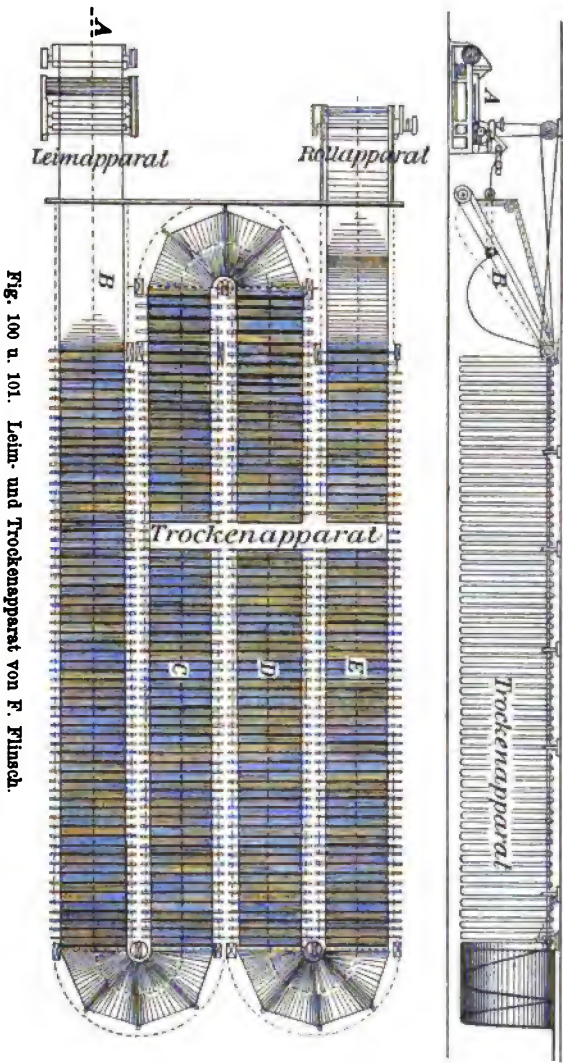 A
B
Trockenapparat
A
Leimapparat
Rollapparat
B
Trockenapparat
C
D
E
Fig. 100 u. 101. Leim- und Trockenapparat von F. Flinsch.